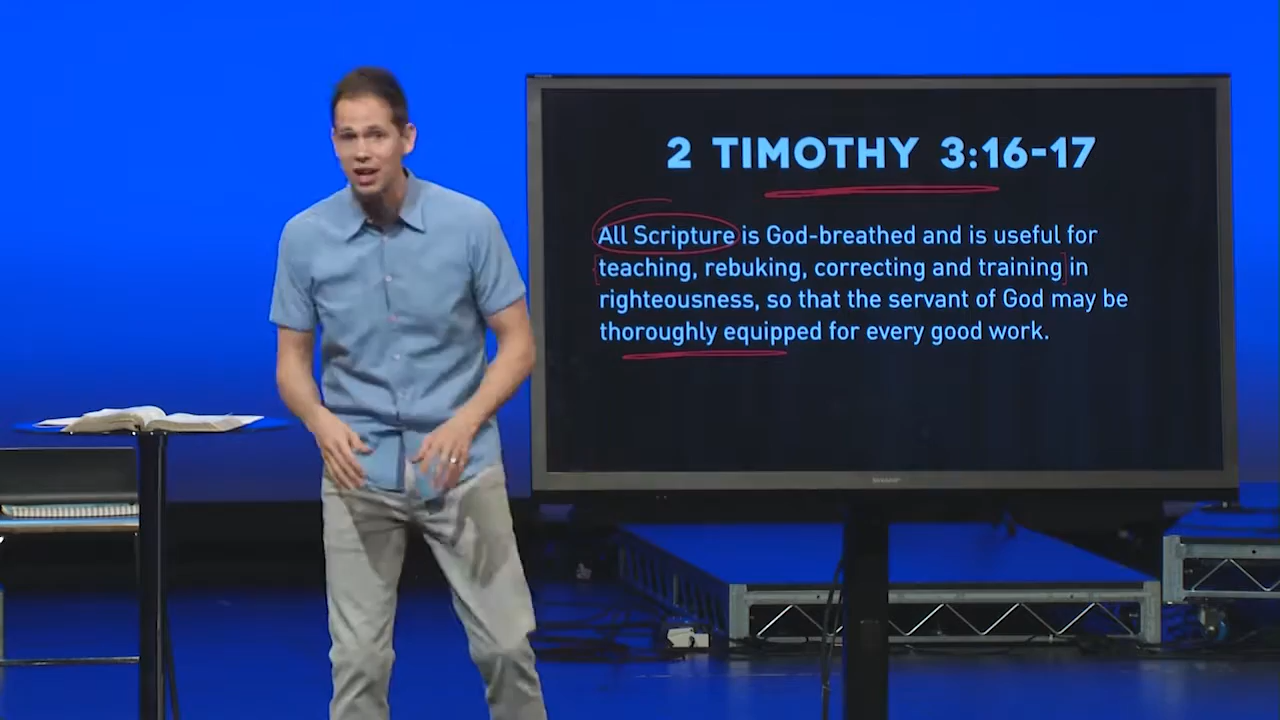 2 TIMOTHY 3:16-17
All Scripture is God-breathed and is useful for
teaching, rebuking, correcting and training in
righteousness, so that the servant of God may be
thoroughly equipped for every good work.
SHARP